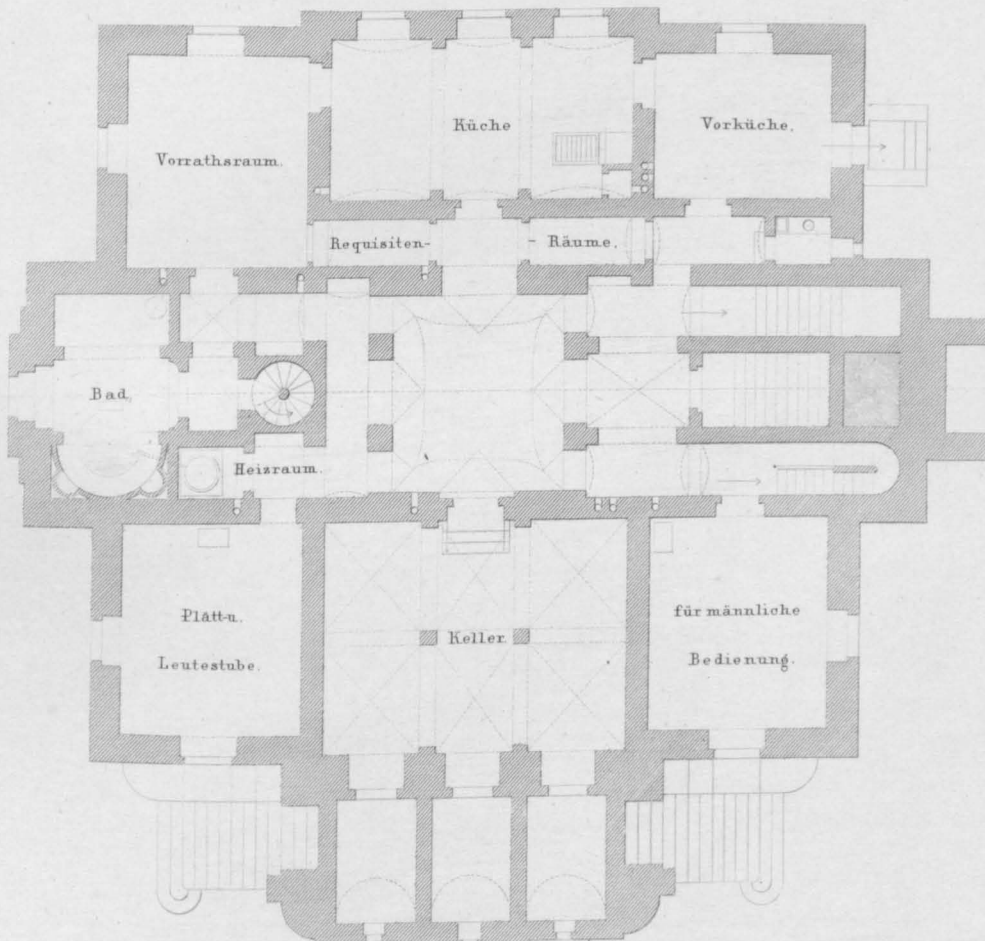 Küche
Vorküche.
Vorrathsraum.
Requisiten- - Räume.
Bad.
Heizraum.
Plätt-u.
Leutestube.
Keller.
für männliche
Bedienung.